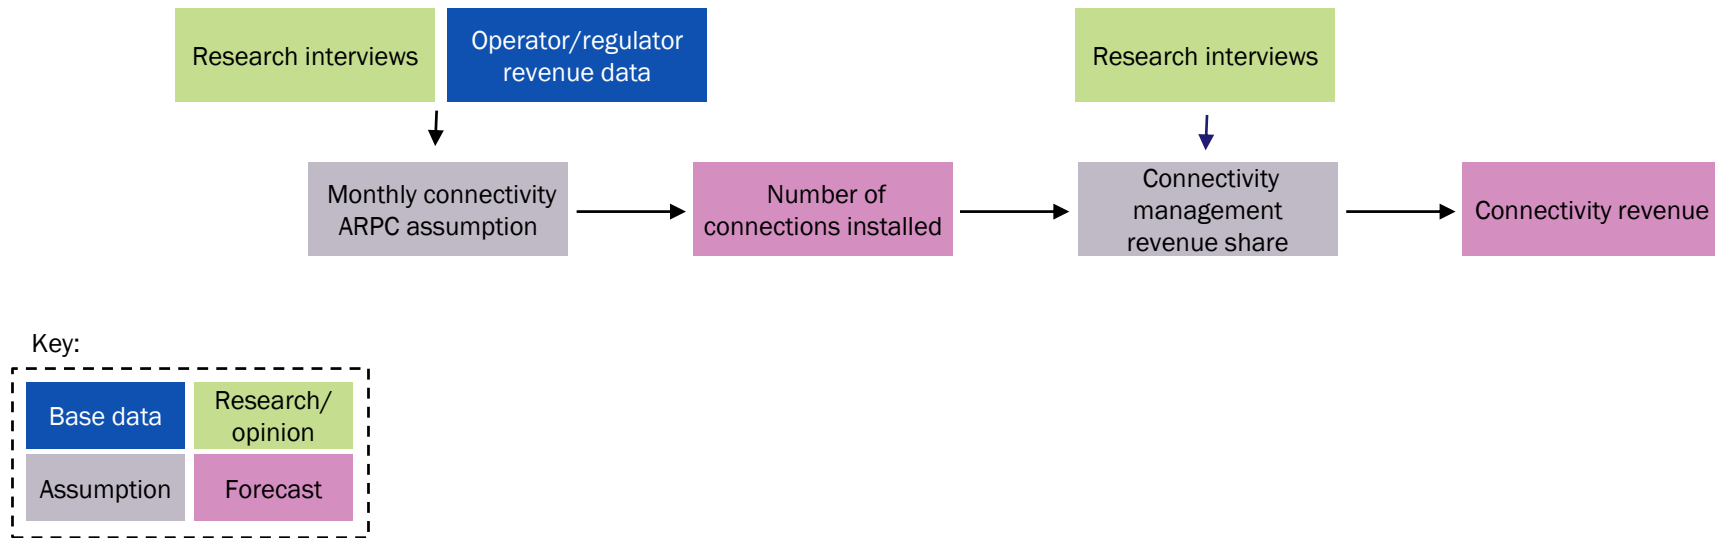 Research interviews
Operator/regulator
revenue data
Research interviews
Monthly connectivity
ARPC assumption
Number of
connections installed
Connectivity
management
revenue share
Connectivity revenue
Key:
Base data
Research/
opinion
Assumption
Forecast